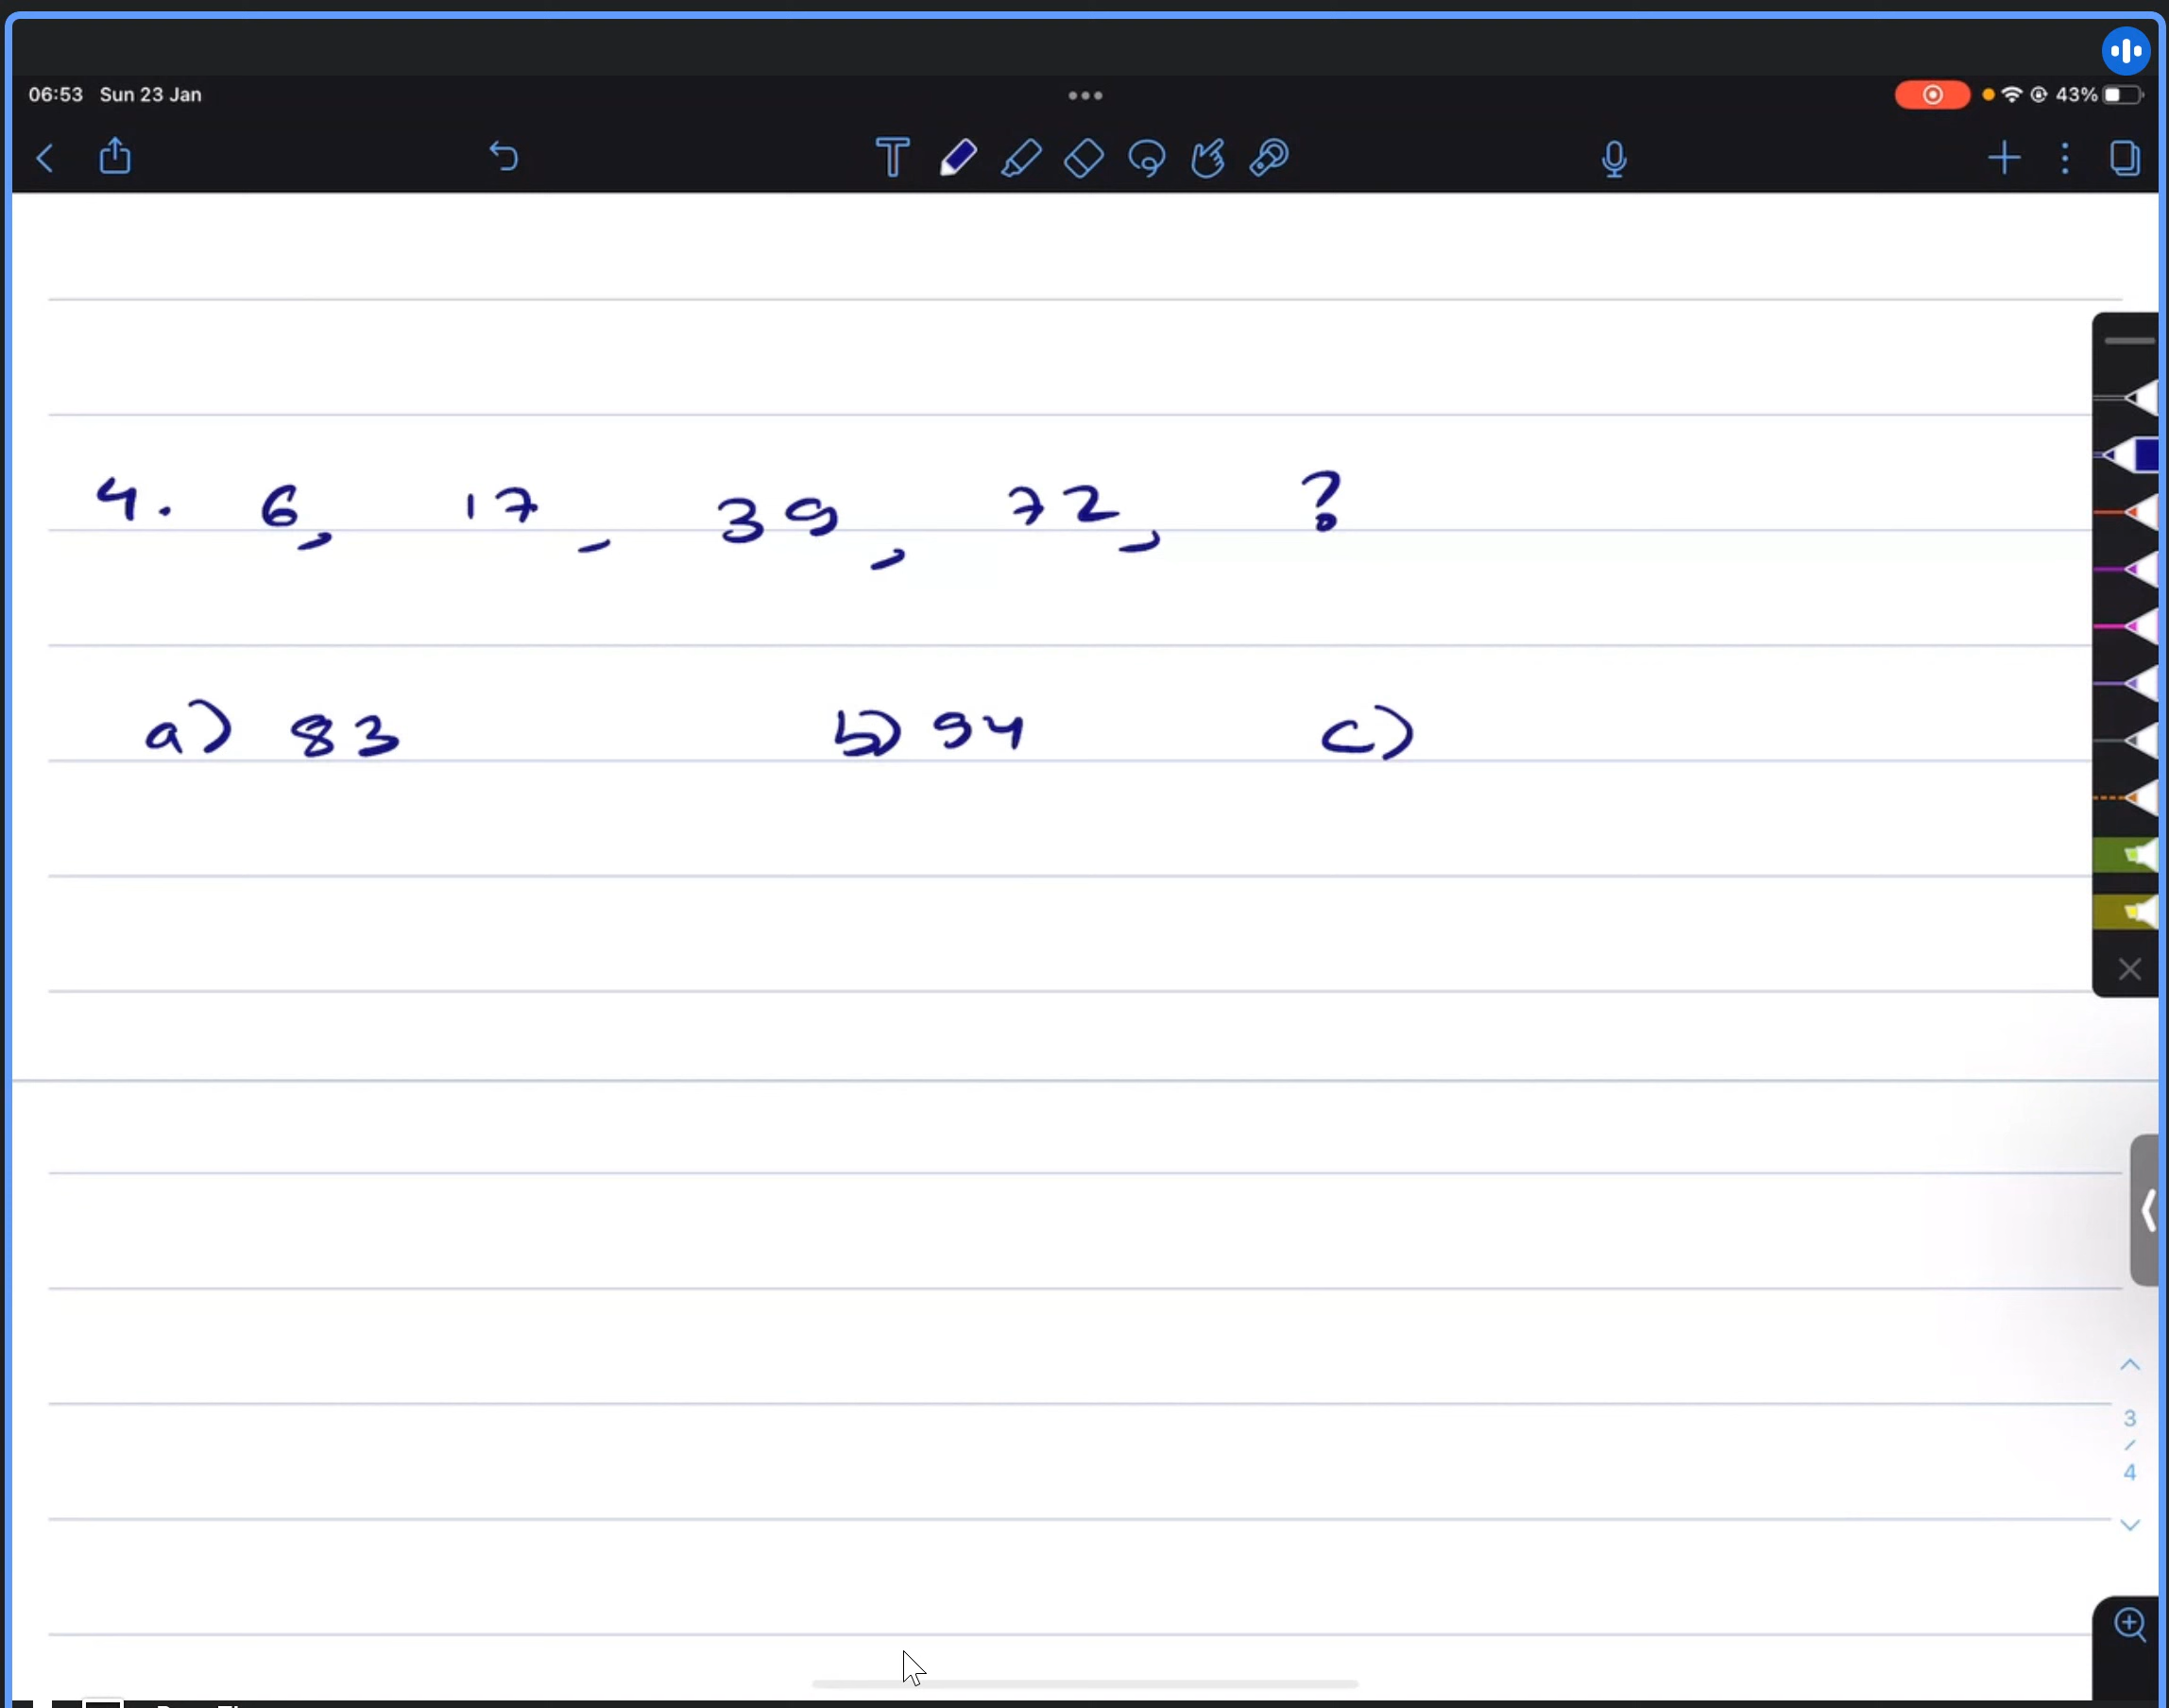 06:53 Sun 23 Jan 43%
4. 6, 17, 39, 72, ?
a) 83 b) 94 c)
3
/
4